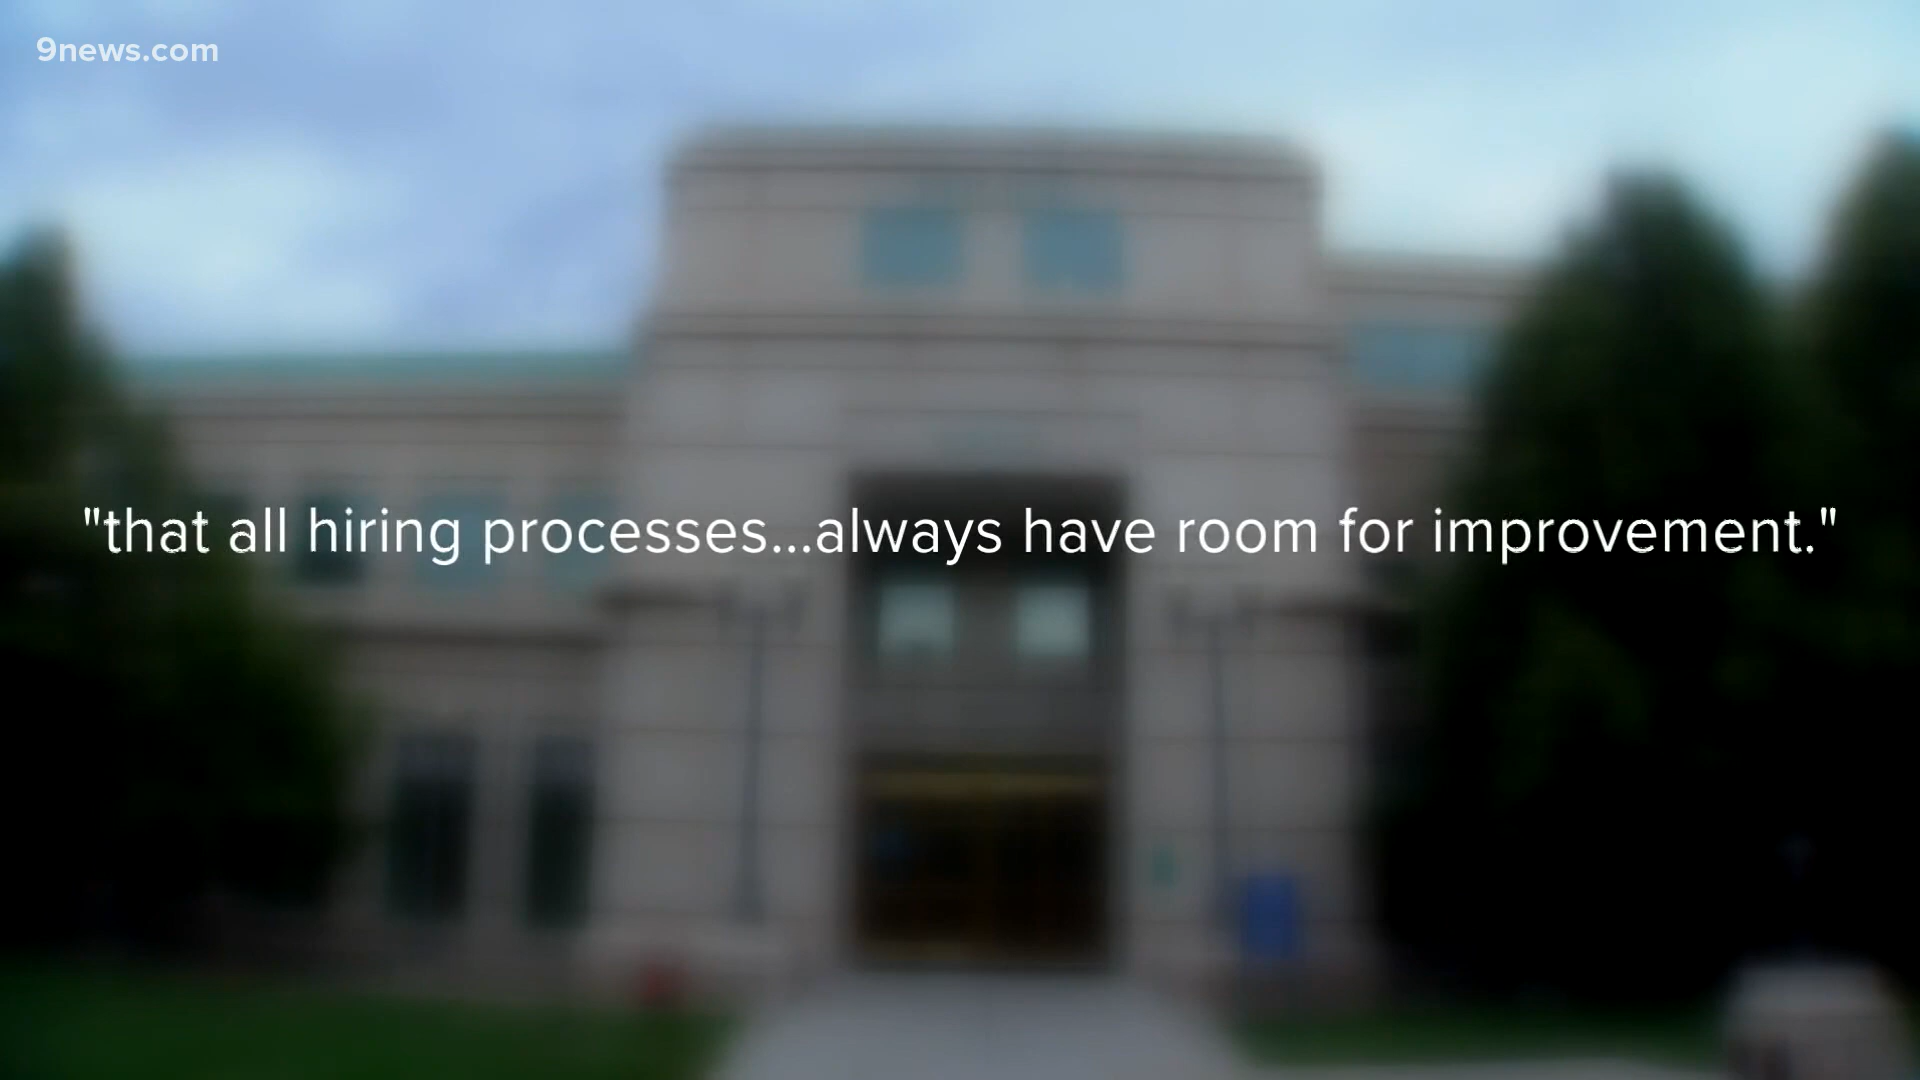 9news.com
"that all hiring processes...always have room for improvement."